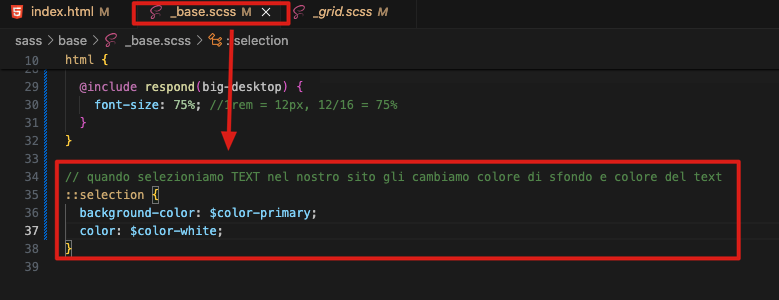 index.html M
_base.scss M
_grid.scss M
sass > base > _base.scss > ::selection
10 html {
28
29 @include respond(big-desktop) {
30 font-size: 75%; //1rem = 12px, 12/16 = 75%
31 }
32 }
33
34 // quando selezioniamo TEXT nel nostro sito gli cambiamo colore di sfondo e colore del text
35 ::selection {
36 background-color: $color-primary;
37 color: $color-white;
38 }
39